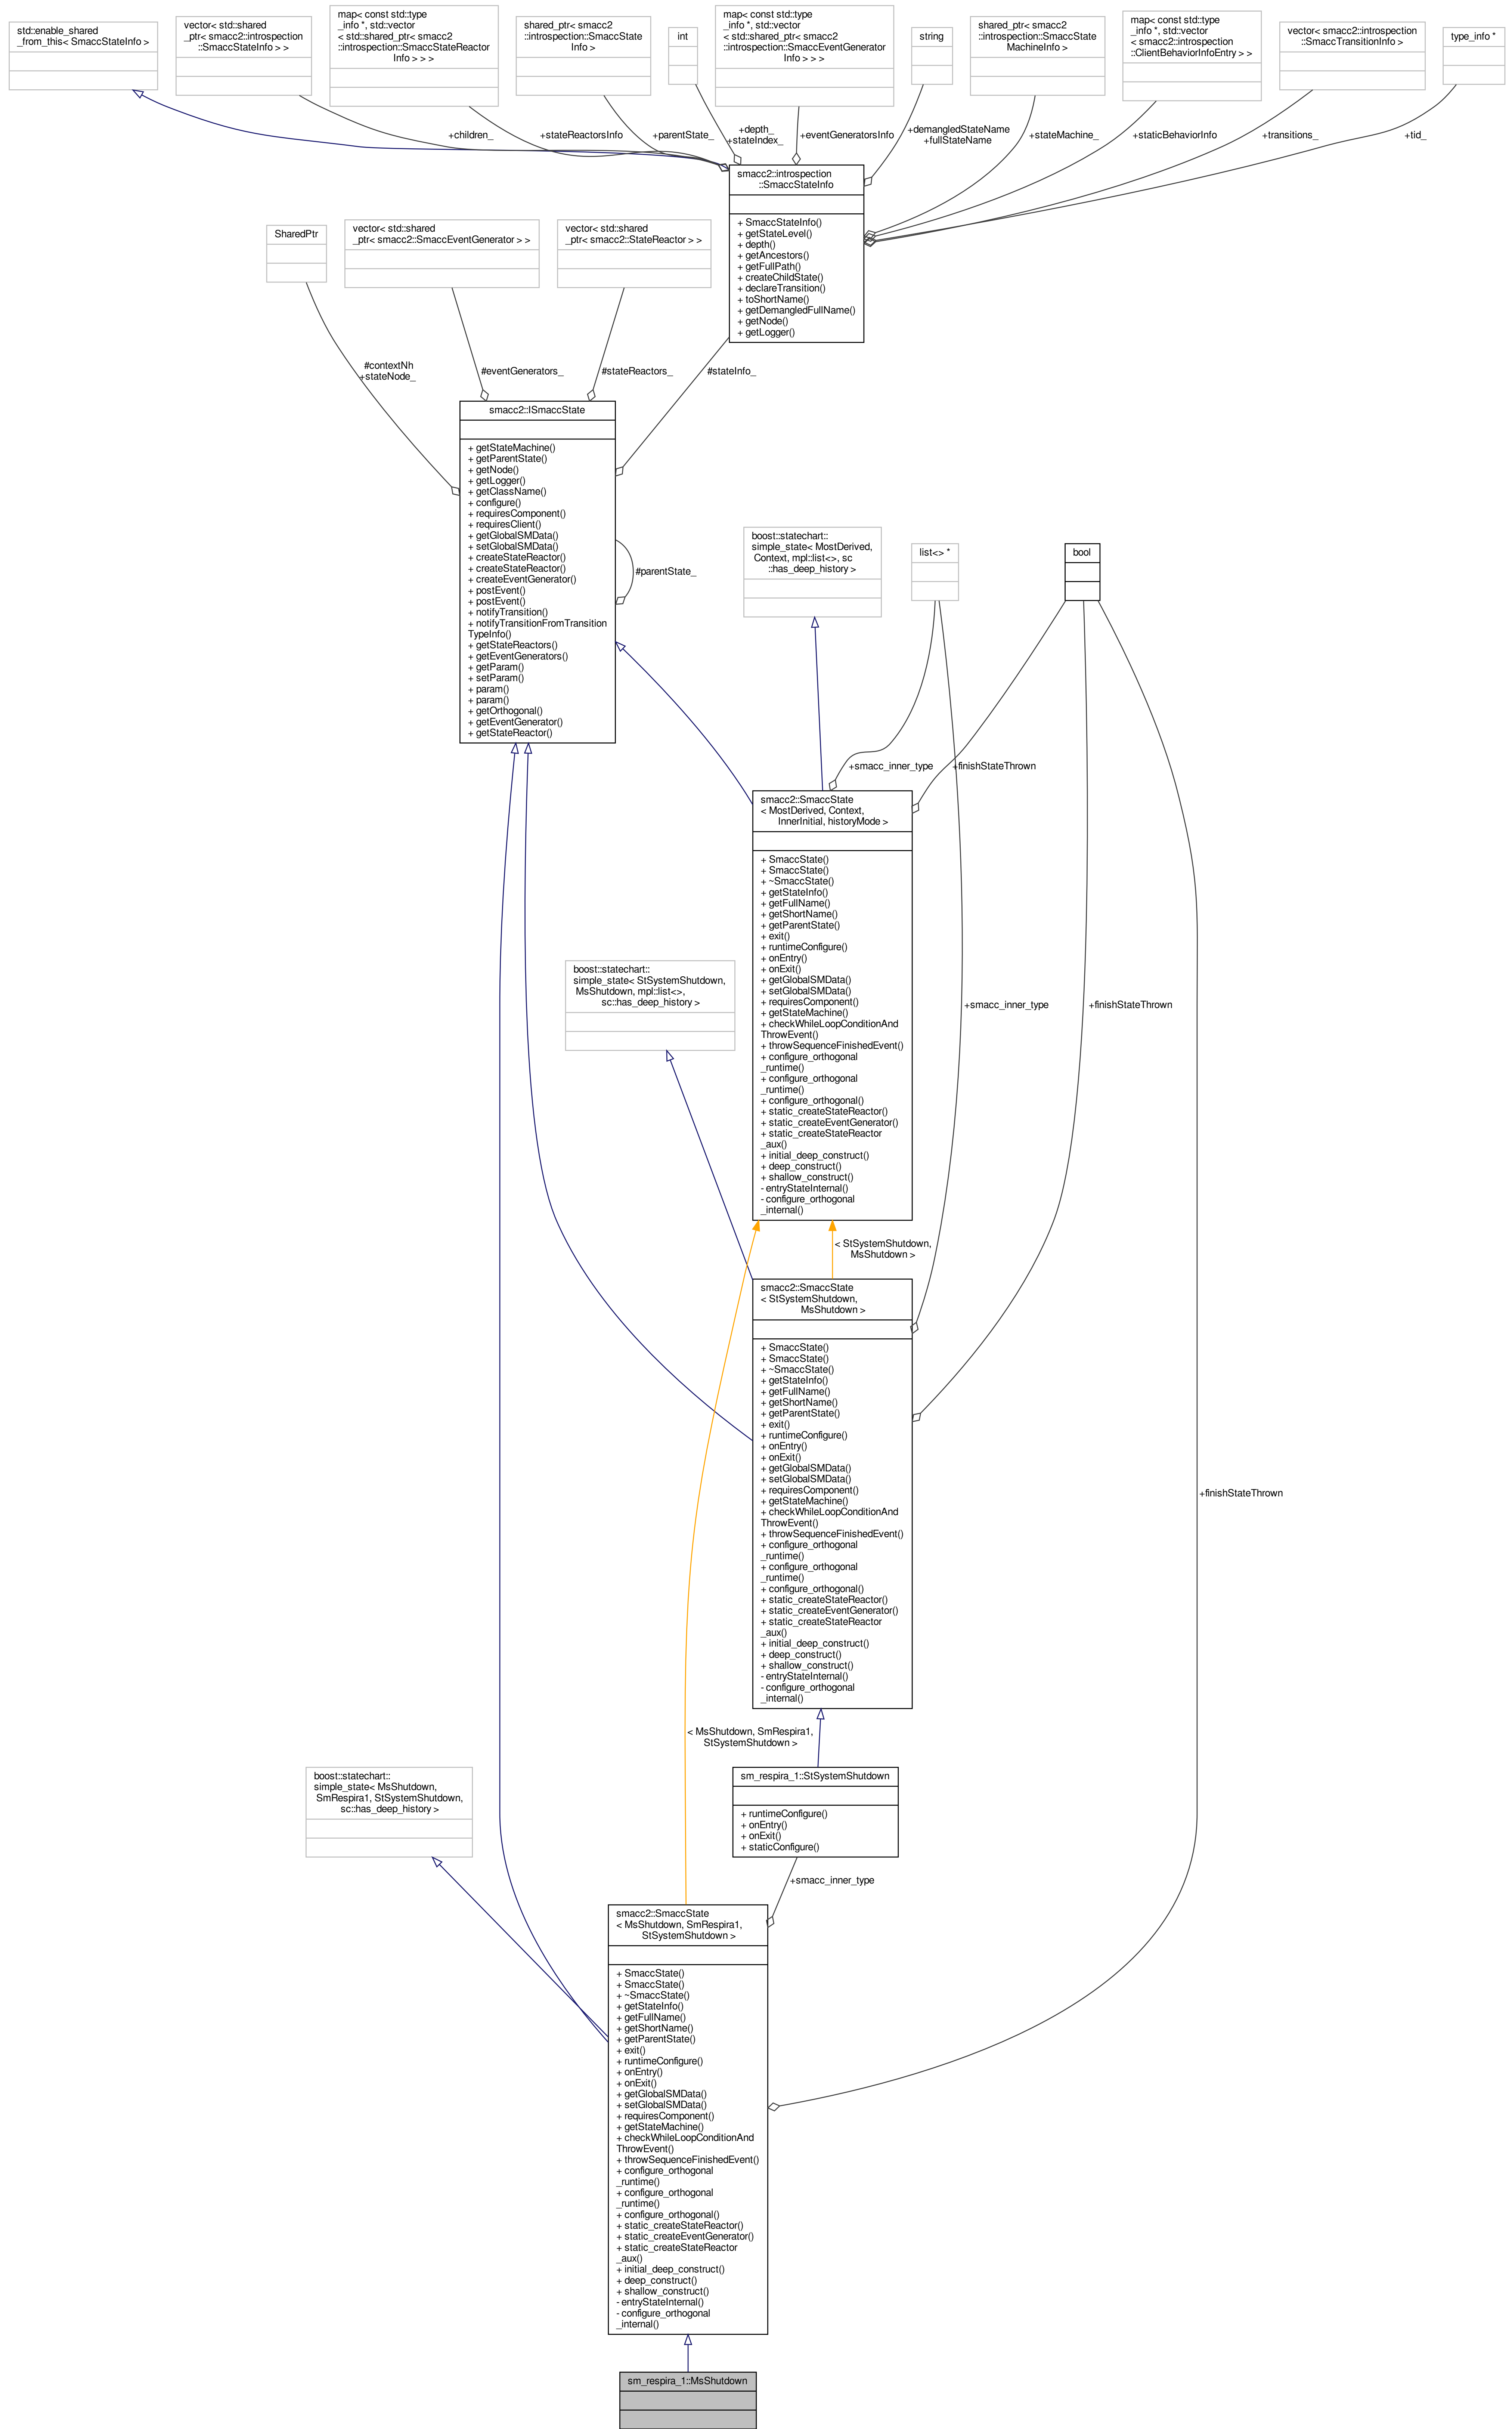 std::enable_shared
_from_this< SmaccStateInfo >
vector< std::shared
_ptr< smacc2::introspection
::SmaccStateInfo > >
map< const std::type
_info *, std::vector
< std::shared_ptr< smacc2
::introspection::SmaccStateReactor
Info > > >
shared_ptr< smacc2
::introspection::SmaccState
Info >
int
map< const std::type
_info *, std::vector
< std::shared_ptr< smacc2
::introspection::SmaccEventGenerator
Info > > >
string
shared_ptr< smacc2
::introspection::SmaccState
MachineInfo >
map< const std::type
_info *, std::vector
< smacc2::introspection
::ClientBehaviorInfoEntry > >
vector< smacc2::introspection
::SmaccTransitionInfo >
type_info *
+children_
+stateReactorsInfo
+parentState_
+depth_
+stateIndex_
+eventGeneratorsInfo
+demangledStateName
+fullStateName
+stateMachine_
+staticBehaviorInfo
+transitions_
+tid_
smacc2::introspection
::SmaccStateInfo
+ SmaccStateInfo()
+ getStateLevel()
+ depth()
+ getAncestors()
+ getFullPath()
+ createChildState()
+ declareTransition()
+ toShortName()
+ getDemangledFullName()
+ getNode()
+ getLogger()
SharedPtr
vector< std::shared
_ptr< smacc2::SmaccEventGenerator > >
vector< std::shared
_ptr< smacc2::StateReactor > >
#contextNh
+stateNode_
#eventGenerators_
#stateReactors_
#stateInfo_
smacc2::ISmaccState
+ getStateMachine()
+ getParentState()
+ getNode()
+ getLogger()
+ getClassName()
+ configure()
+ requiresComponent()
+ requiresClient()
+ getGlobalSMData()
+ setGlobalSMData()
+ createStateReactor()
+ createStateReactor()
+ createEventGenerator()
+ postEvent()
+ postEvent()
+ notifyTransition()
+ notifyTransitionFromTransition
TypeInfo()
+ getStateReactors()
+ getEventGenerators()
+ getParam()
+ setParam()
+ param()
+ param()
+ getOrthogonal()
+ getEventGenerator()
+ getStateReactor()
#parentState_
boost::statechart::
simple_state< MostDerived,
Context, mpl::list<>, sc
::has_deep_history >
list<> *
bool
+smacc_inner_type
+finishStateThrown
smacc2::SmaccState
< MostDerived, Context,
InnerInitial, historyMode >
+ SmaccState()
+ SmaccState()
+ ~SmaccState()
+ getStateInfo()
+ getFullName()
+ getShortName()
+ getParentState()
+ exit()
+ runtimeConfigure()
+ onEntry()
+ onExit()
+ getGlobalSMData()
+ setGlobalSMData()
+ requiresComponent()
+ getStateMachine()
+ checkWhileLoopConditionAnd
ThrowEvent()
+ throwSequenceFinishedEvent()
+ configure_orthogonal
_runtime()
+ configure_orthogonal
_runtime()
+ configure_orthogonal()
+ static_createStateReactor()
+ static_createEventGenerator()
+ static_createStateReactor
_aux()
+ initial_deep_construct()
+ deep_construct()
+ shallow_construct()
- entryStateInternal()
- configure_orthogonal
_internal()
boost::statechart::
simple_state< StSystemShutdown,
MsShutdown, mpl::list<>,
sc::has_deep_history >
+smacc_inner_type
+finishStateThrown
< StSystemShutdown,
MsShutdown >
smacc2::SmaccState
< StSystemShutdown,
MsShutdown >
+ SmaccState()
+ SmaccState()
+ ~SmaccState()
+ getStateInfo()
+ getFullName()
+ getShortName()
+ getParentState()
+ exit()
+ runtimeConfigure()
+ onEntry()
+ onExit()
+ getGlobalSMData()
+ setGlobalSMData()
+ requiresComponent()
+ getStateMachine()
+ checkWhileLoopConditionAnd
ThrowEvent()
+ throwSequenceFinishedEvent()
+ configure_orthogonal
_runtime()
+ configure_orthogonal
_runtime()
+ configure_orthogonal()
+ static_createStateReactor()
+ static_createEventGenerator()
+ static_createStateReactor
_aux()
+ initial_deep_construct()
+ deep_construct()
+ shallow_construct()
- entryStateInternal()
- configure_orthogonal
_internal()
+finishStateThrown
< MsShutdown, SmRespira1,
StSystemShutdown >
boost::statechart::
simple_state< MsShutdown,
SmRespira1, StSystemShutdown,
sc::has_deep_history >
sm_respira_1::StSystemShutdown
+ runtimeConfigure()
+ onEntry()
+ onExit()
+ staticConfigure()
+smacc_inner_type
smacc2::SmaccState
< MsShutdown, SmRespira1,
StSystemShutdown >
+ SmaccState()
+ SmaccState()
+ ~SmaccState()
+ getStateInfo()
+ getFullName()
+ getShortName()
+ getParentState()
+ exit()
+ runtimeConfigure()
+ onEntry()
+ onExit()
+ getGlobalSMData()
+ setGlobalSMData()
+ requiresComponent()
+ getStateMachine()
+ checkWhileLoopConditionAnd
ThrowEvent()
+ throwSequenceFinishedEvent()
+ configure_orthogonal
_runtime()
+ configure_orthogonal
_runtime()
+ configure_orthogonal()
+ static_createStateReactor()
+ static_createEventGenerator()
+ static_createStateReactor
_aux()
+ initial_deep_construct()
+ deep_construct()
+ shallow_construct()
- entryStateInternal()
- configure_orthogonal
_internal()
sm_respira_1::MsShutdown